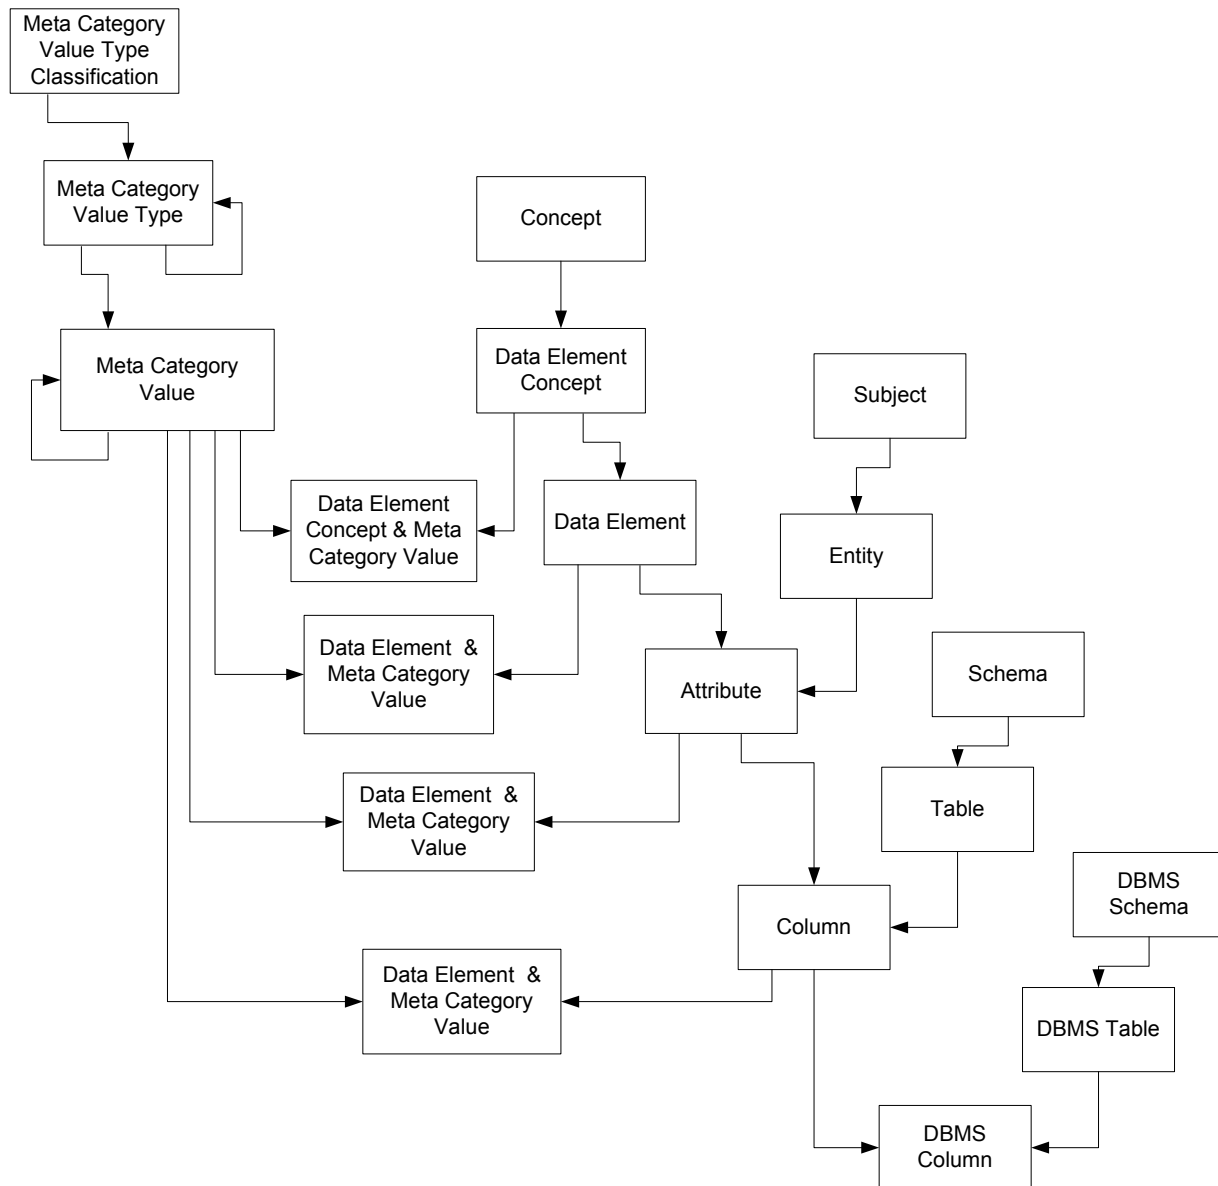 Meta Category
Value Type
Classification
Meta Category
Value Type
Concept
Meta Category
Value
Data Element
Concept
Subject
Data Element
Concept & Meta
Category Value
Data Element
Entity
Data Element &
Meta Category
Value
Attribute
Schema
Data Element &
Meta Category
Value
Table
Column
DBMS
Schema
Data Element &
Meta Category
Value
DBMS Table
DBMS
Column